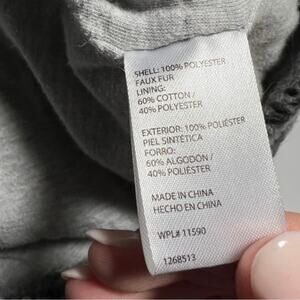 SHELL: 100% POLYESTER
FAUX FUR
LINING:
60% COTTON /
40% POLYESTER
EXTERIOR: 100% POLIÉSTER
PIEL SINTÉTICA
FORRO:
60% ALGODÓN /
40% POLIÉSTER
MADE IN CHINA
HECHO EN CHINA
WPL# 11590
1268513